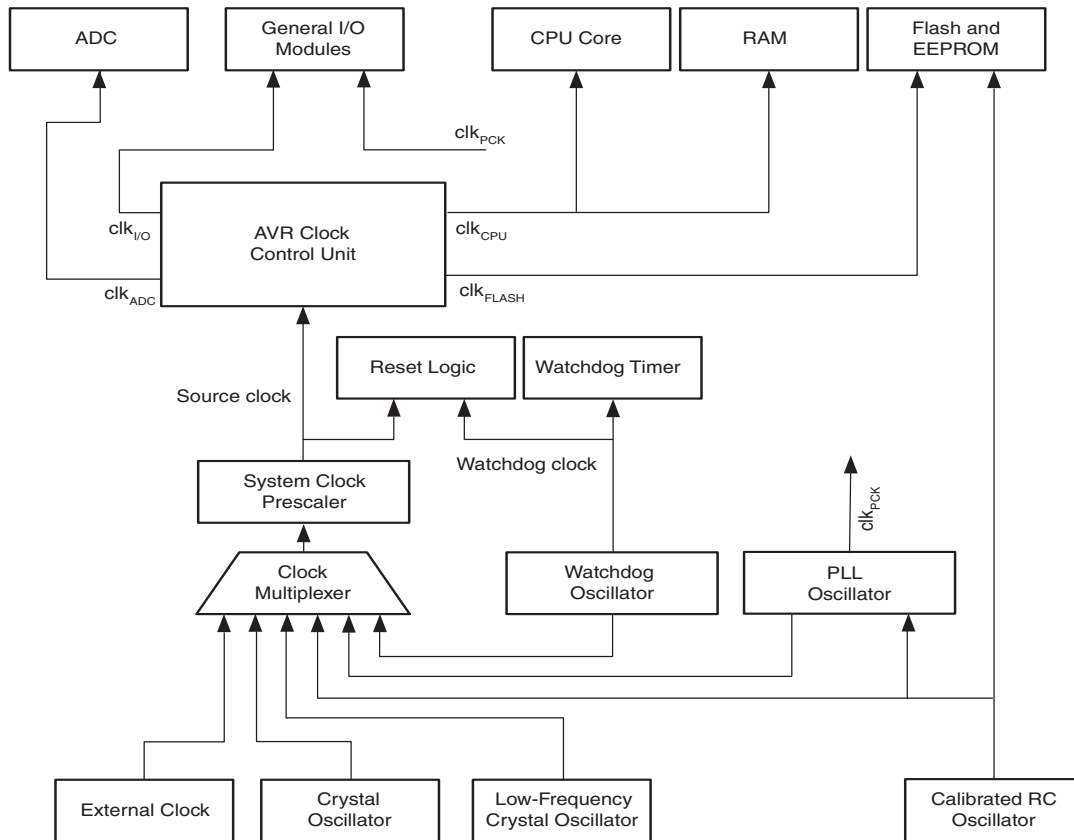 ADC
General I/O
Modules
CPU Core
RAM
Flash and
EEPROM
clkPCK
clkI/O
AVR Clock
Control Unit
clkCPU
clkADC
clkFLASH
Source clock
Reset Logic
Watchdog Timer
Watchdog clock
System Clock
Prescaler
clkPCK
Clock
Multiplexer
Watchdog
Oscillator
PLL
Oscillator
External Clock
Crystal
Oscillator
Low-Frequency
Crystal Oscillator
Calibrated RC
Oscillator